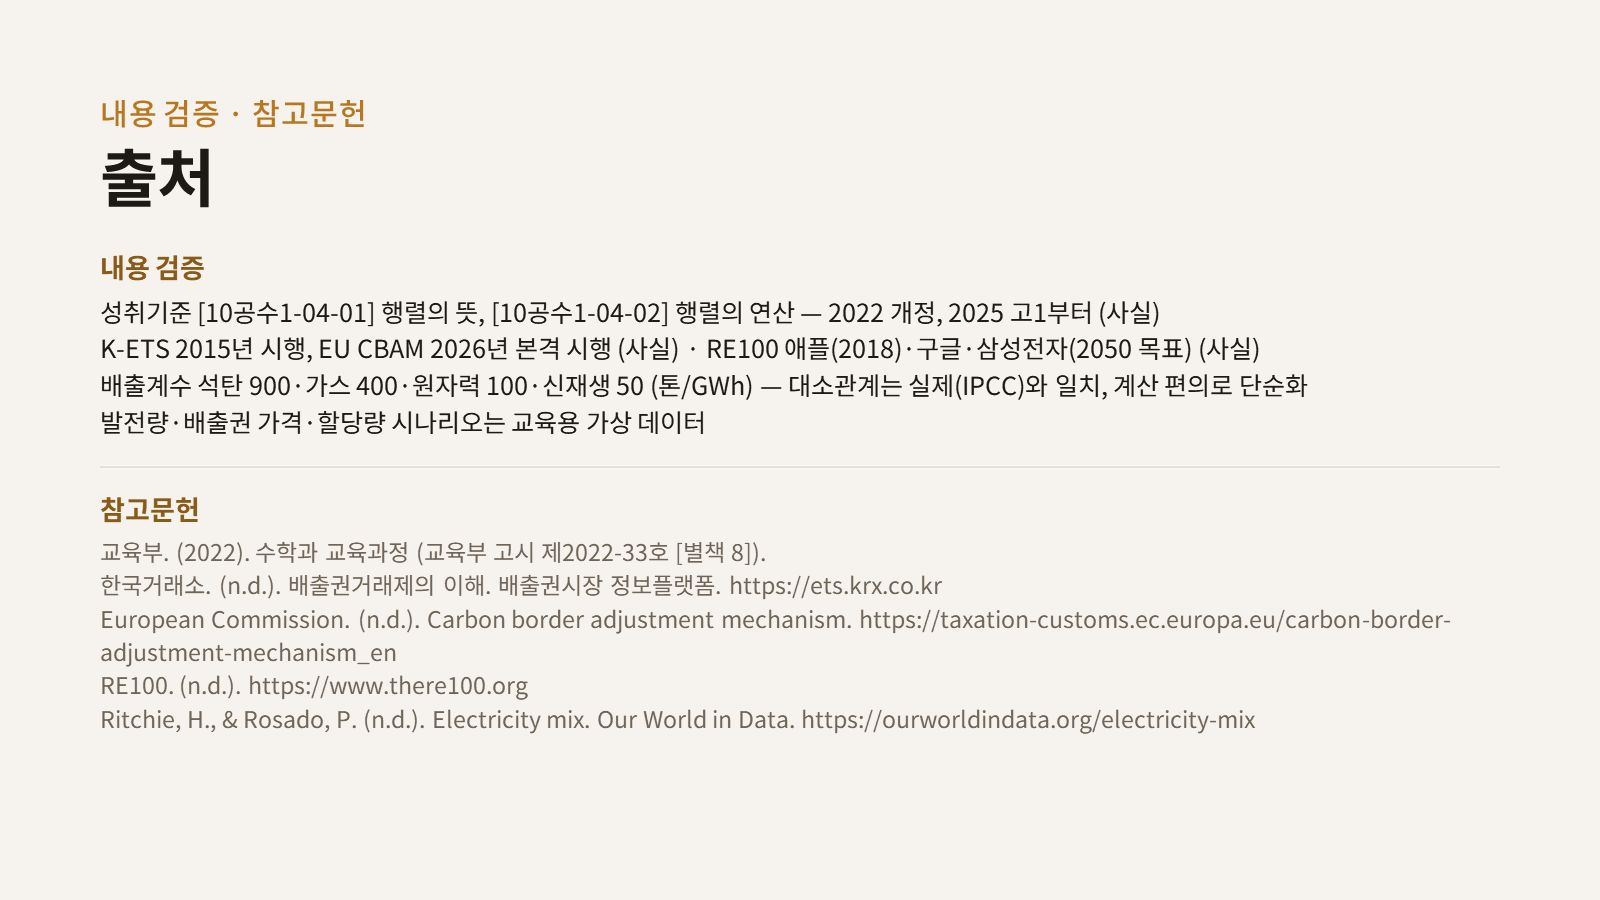 내용 검증 · 참고문헌
출처
내용 검증
성취기준 [10공수1-04-01] 행렬의 뜻, [10공수1-04-02] 행렬의 연산 — 2022 개정, 2025 고1부터 (사실)
K-ETS 2015년 시행, EU CBAM 2026년 본격 시행 (사실) · RE100 애플(2018)·구글·삼성전자(2050 목표) (사실)
배출계수 석탄 900·가스 400·원자력 100·신재생 50 (톤/GWh) — 대소관계는 실제(IPCC)와 일치, 계산 편의로 단순화
발전량·배출권 가격·할당량 시나리오는 교육용 가상 데이터
참고문헌
교육부. (2022). 수학과 교육과정 (교육부 고시 제2022-33호 [별책 8]).
한국거래소. (n.d.). 배출권거래제의 이해. 배출권시장 정보플랫폼. https://ets.krx.co.kr
European Commission. (n.d.). Carbon border adjustment mechanism. https://taxation-customs.ec.europa.eu/carbon-border-
adjustment-mechanism_en
RE100. (n.d.). https://www.there100.org
Ritchie, H., & Rosado, P. (n.d.). Electricity mix. Our World in Data. https://ourworldindata.org/electricity-mix